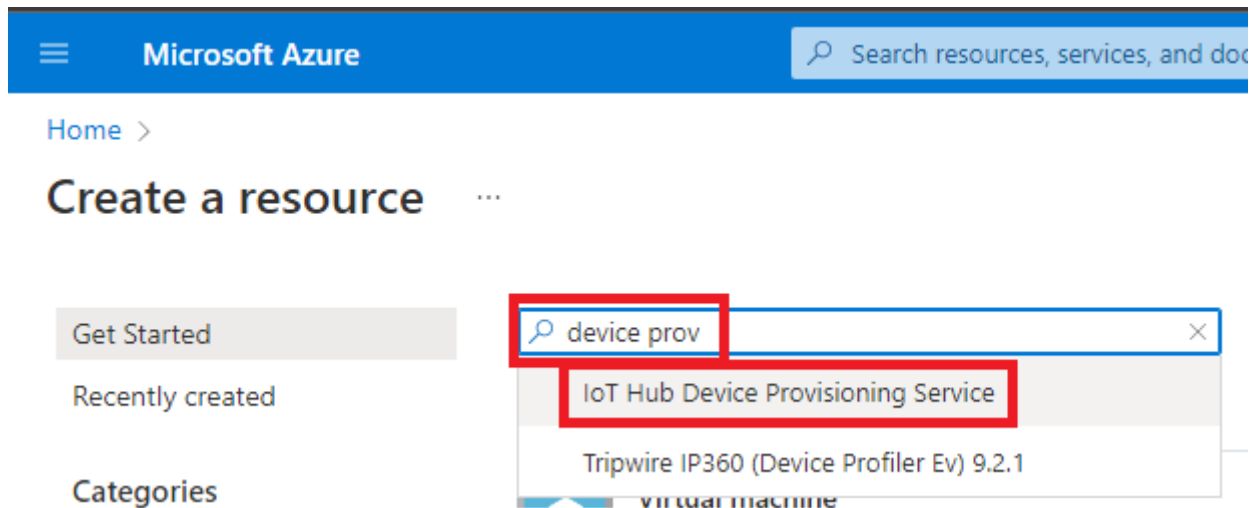 Microsoft Azure
Search resources, services, and doc
Home >
Create a resource ...
Get Started
device prov
Recently created
IoT Hub Device Provisioning Service
Tripwire IP360 (Device Profiler Ev) 9.2.1
Categories
Virtual machine